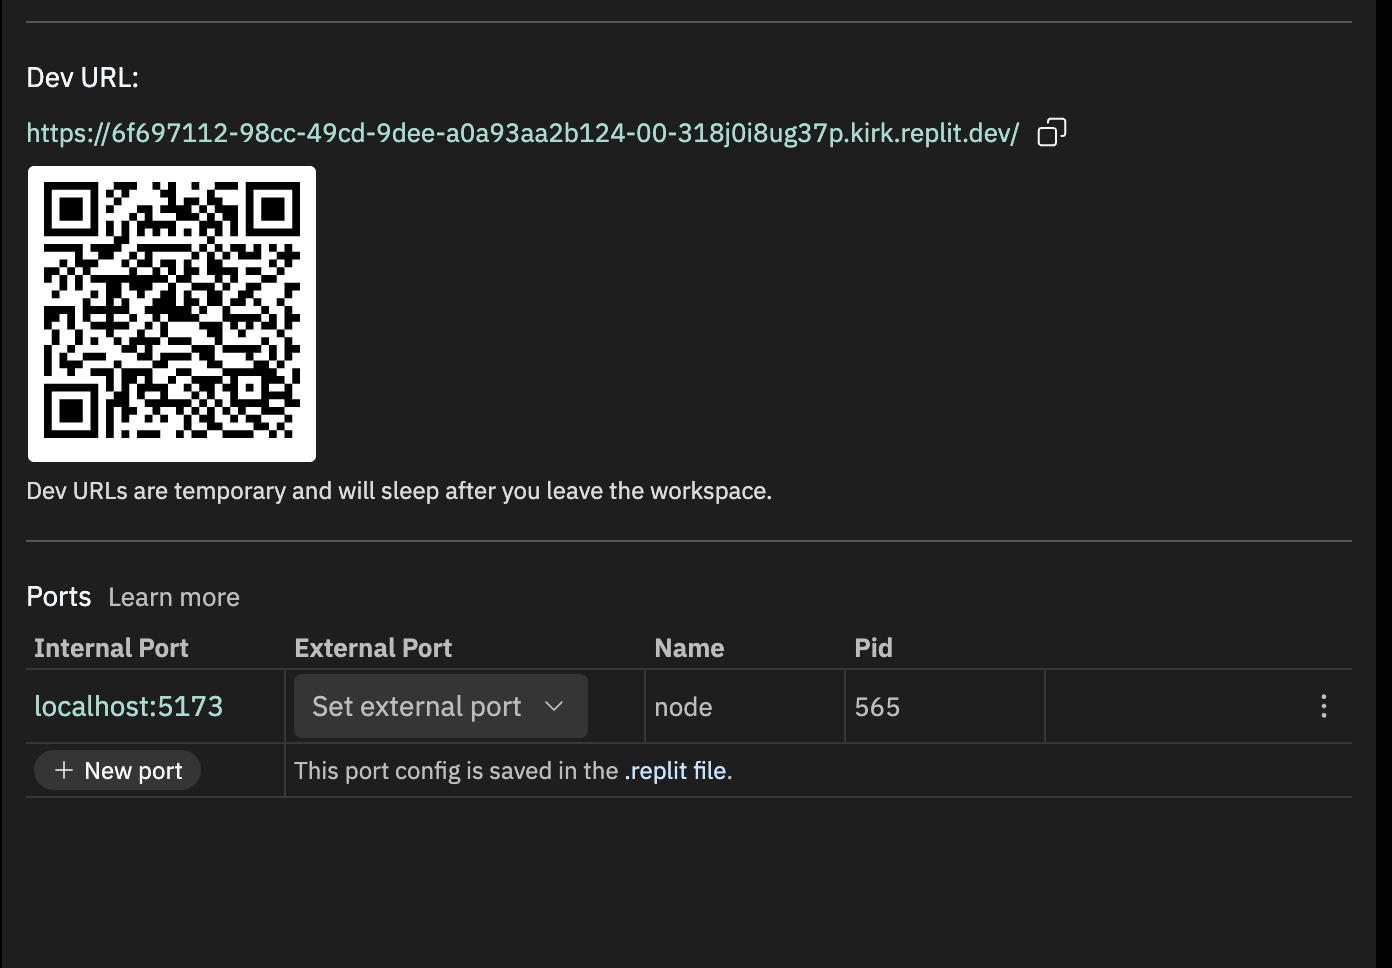 Dev URL:
https://6f697112-98cc-49cd-9dee-a0a93aa2b124-00-318j0i8ug37p.kirk.replit.dev/
Dev URLs are temporary and will sleep after you leave the workspace.
Ports Learn more
Internal Port External Port Name Pid
localhost:5173 Set external port node 565
New port This port config is saved in the .replit file.